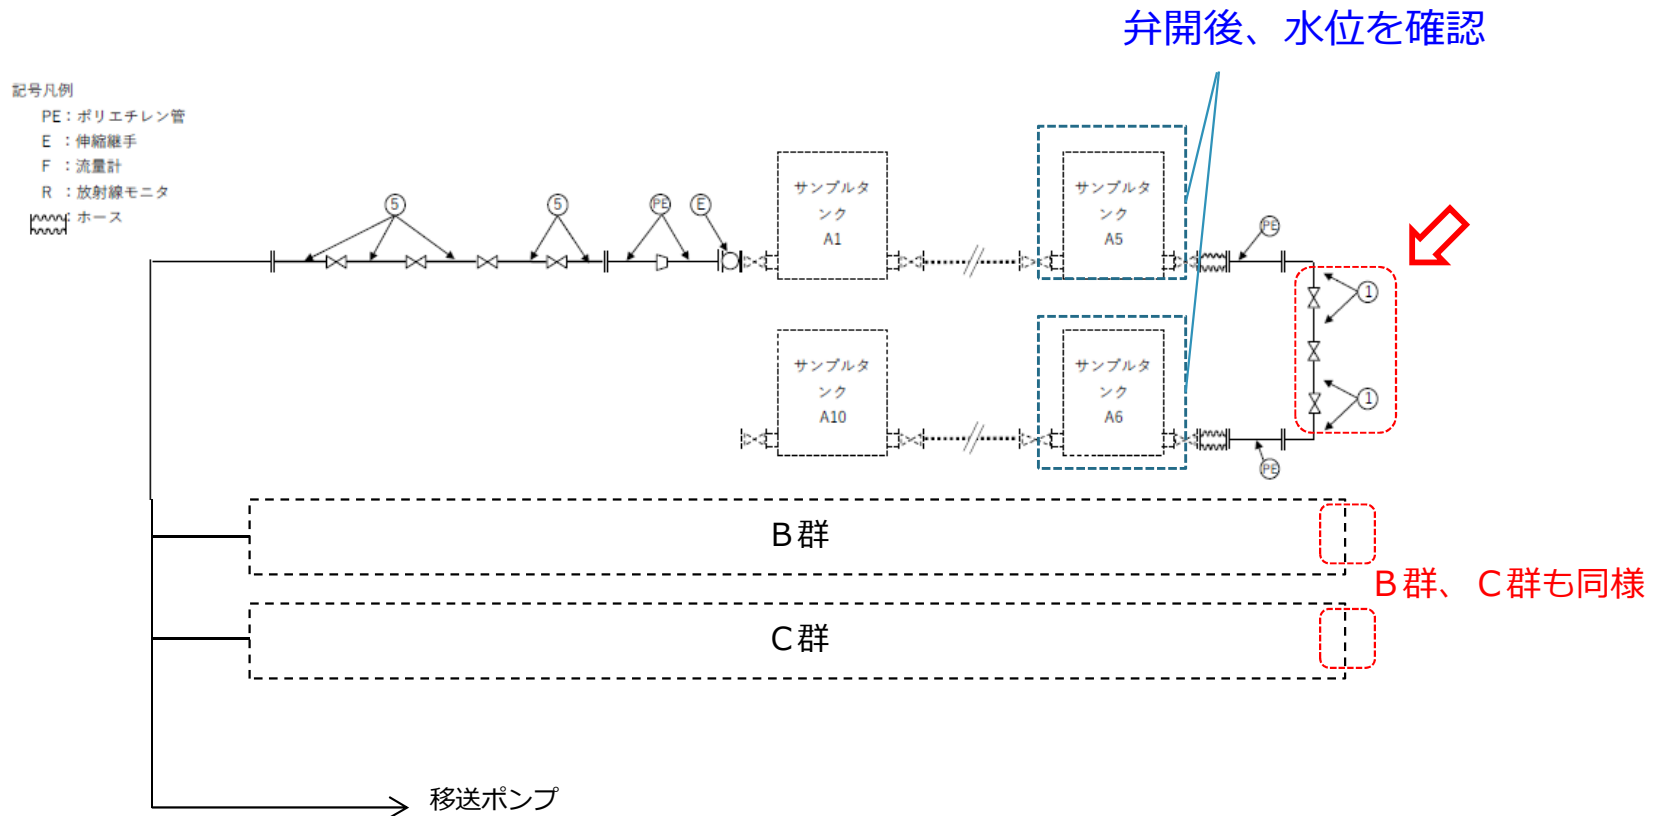 弁開後、水位を確認
記号凡例
PE：ポリエチレン管
E ：伸縮継手
F ：流量計
R ：放射線モニタ
：ホース
⑤
⑤
PE
E
サンプルタ
ンク
A1
サンプルタ
ンク
A5
PE
①
サンプルタ
ンク
A10
サンプルタ
ンク
A6
①
PE
Ｂ群
Ｂ群、Ｃ群も同様
Ｃ群
移送ポンプ